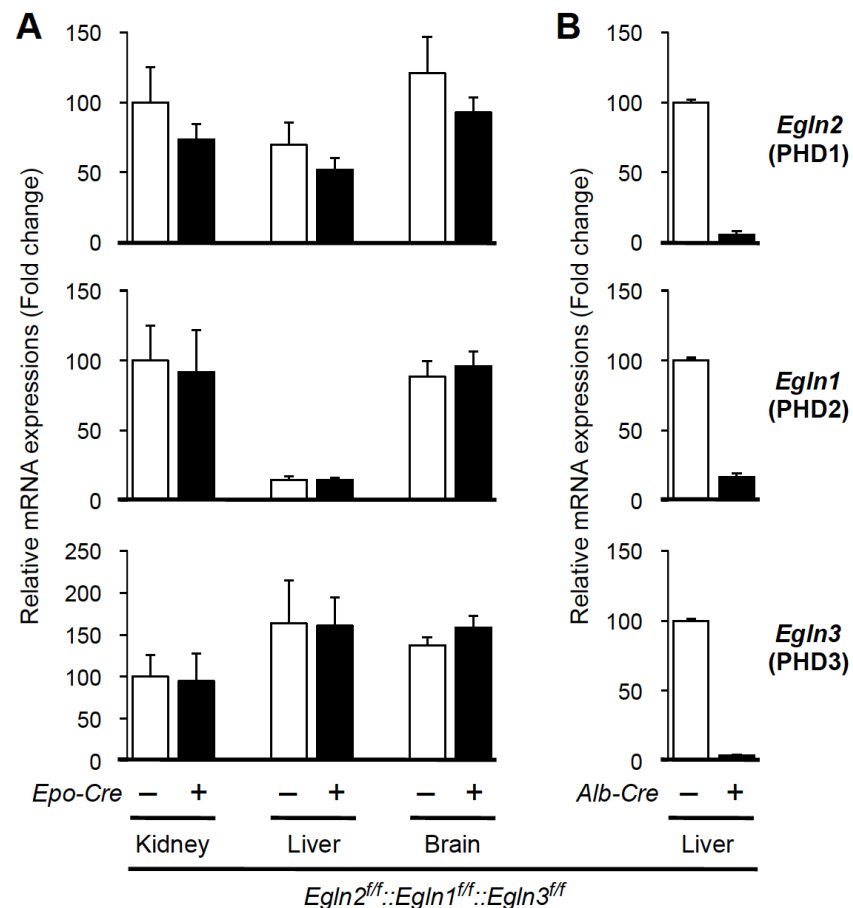 A
B
Relative mRNA expressions (Fold change)
Relative mRNA expressions (Fold change)
150
100
50
0
150
100
50
0
Egln2
(PHD1)
150
100
50
0
150
100
50
0
Egln1
(PHD2)
250
200
150
100
50
0
150
100
50
0
Egln3
(PHD3)
Epo-Cre – + – + – +
Alb-Cre – +
Kidney Liver Brain
Liver
Egln2f/f::Egln1f/f::Egln3f/f